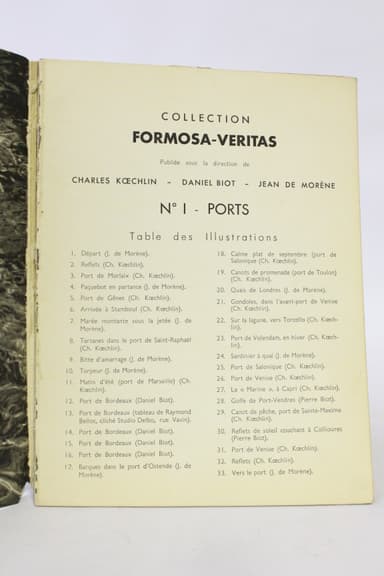 COLLECTION
FORMOSA-VERITAS
Publiée sous la direction de
CHARLES KŒCHLIN - DANIEL BIOT - JEAN DE MORÈNE
N° I - PORTS
Table des Illustrations
1. Départ (J. de Morène).
2. Reflets (Ch. Kœchlin).
3. Port de Morlaix (Ch. Kœchlin).
4. Paquebot en partance (J. de Morène).
5. Port de Gênes (Ch. Kœchlin).
6. Arrivée à Stamboul (Ch. Kœchlin).
7. Marée montante sous la jetée (J. de
Morène).
8. Tartanes dans le port de Saint-Raphaël
(Ch. Kœchlin).
9. Bitte d'amarrage (J. de Morène).
10. Torpeur (J. de Morène).
11. Matin d'été (port de Marseille) (Ch.
Kœchlin).
12. Port de Bordeaux (Daniel Biot).
13. Port de Bordeaux (tableau de Raymond
Bellot, cliché Studio Delbo, rue Vavin).
14. Port de Bordeaux (Daniel Biot).
15. Port de Bordeaux (Daniel Biot).
16. Port de Bordeaux (Daniel Biot).
17. Barques dans le port d'Ostende (J. de
Morène).
18. Calme plat de septembre (port de
Salonique (Ch. Kœchlin).
19. Canots de promenade (port de Toulon)
(Ch. Kœchlin).
20. Quais de Londres (J. de Morène).
21. Gondoles, dans l'avant-port de Venise
(Ch. Kœchlin).
22. Sur la lagune, vers Torcello (Ch. Kœch-
lin).
23. Port de Volendam, en hiver (Ch. Kœch-
lin).
24. Sardinier à quai (J. de Morène).
25. Port de Salonique (Ch. Kœchlin).
26. Port de Venise (Ch. Kœchlin).
27. La « Marine », à Capri (Ch. Kœchlin).
28. Golfe de Port-Vendres (Pierre Biot).
29. Canot de pêche, port de Sainte-Maxime
(Ch. Kœchlin).
30. Reflets de soleil couchant à Collioures
(Pierre Biot).
31. Port de Venise (Ch. Kœchlin).
32. Reflets (Ch. Kœchlin).
33. Vers le port (J. de Morène).